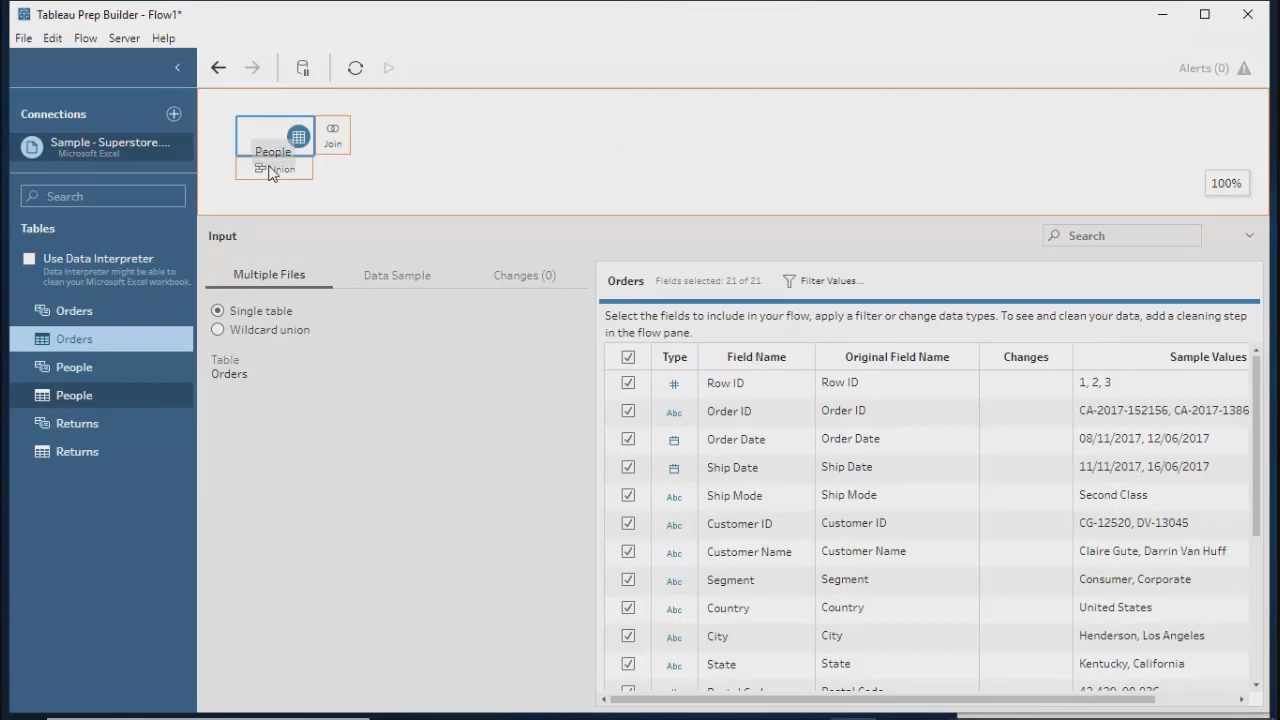 Tableau Prep Builder - Flow1*
File Edit Flow Server Help
Alerts (0)
Connections
Sample - Superstore....
Microsoft Excel
Search
Tables
Use Data Interpreter
Data Interpreter might be able to
clean your Microsoft Excel workbook.
Orders
Orders
People
People
Returns
Returns
Join
People
Union
100%
Input
Search
Multiple Files Data Sample Changes (0)
Single table
Wildcard union
Table
Orders
Orders Fields selected: 21 of 21 Filter Values...
Select the fields to include in your flow, apply a filter or change data types. To see and clean your data, add a cleaning step
in the flow pane.
Type Field Name Original Field Name Changes Sample Values
# Row ID Row ID 1, 2, 3
Abc Order ID Order ID CA-2017-152156, CA-2017-1386
Order Date Order Date 08/11/2017, 12/06/2017
Ship Date Ship Date 11/11/2017, 16/06/2017
Abc Ship Mode Ship Mode Second Class
Abc Customer ID Customer ID CG-12520, DV-13045
Abc Customer Name Customer Name Claire Gute, Darrin Van Huff
Abc Segment Segment Consumer, Corporate
Abc Country Country United States
Abc City City Henderson, Los Angeles
Abc State State Kentucky, California